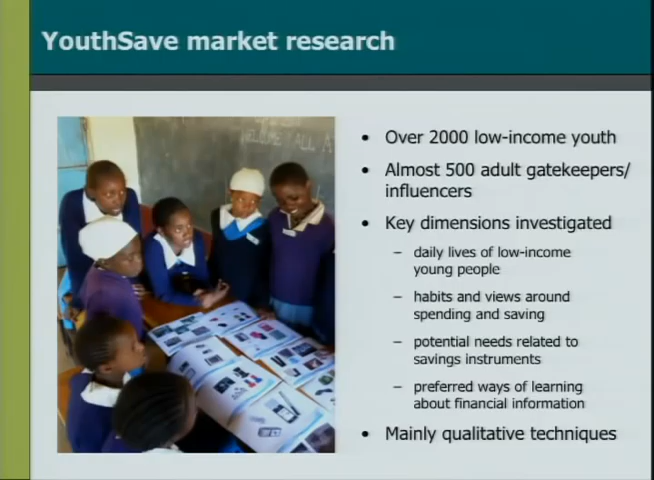 YouthSave market research
WELCOME ALL
• Over 2000 low-income youth
• Almost 500 adult gatekeepers/
influencers
• Key dimensions investigated
– daily lives of low-income
young people
– habits and views around
spending and saving
– potential needs related to
savings instruments
– preferred ways of learning
about financial information
• Mainly qualitative techniques